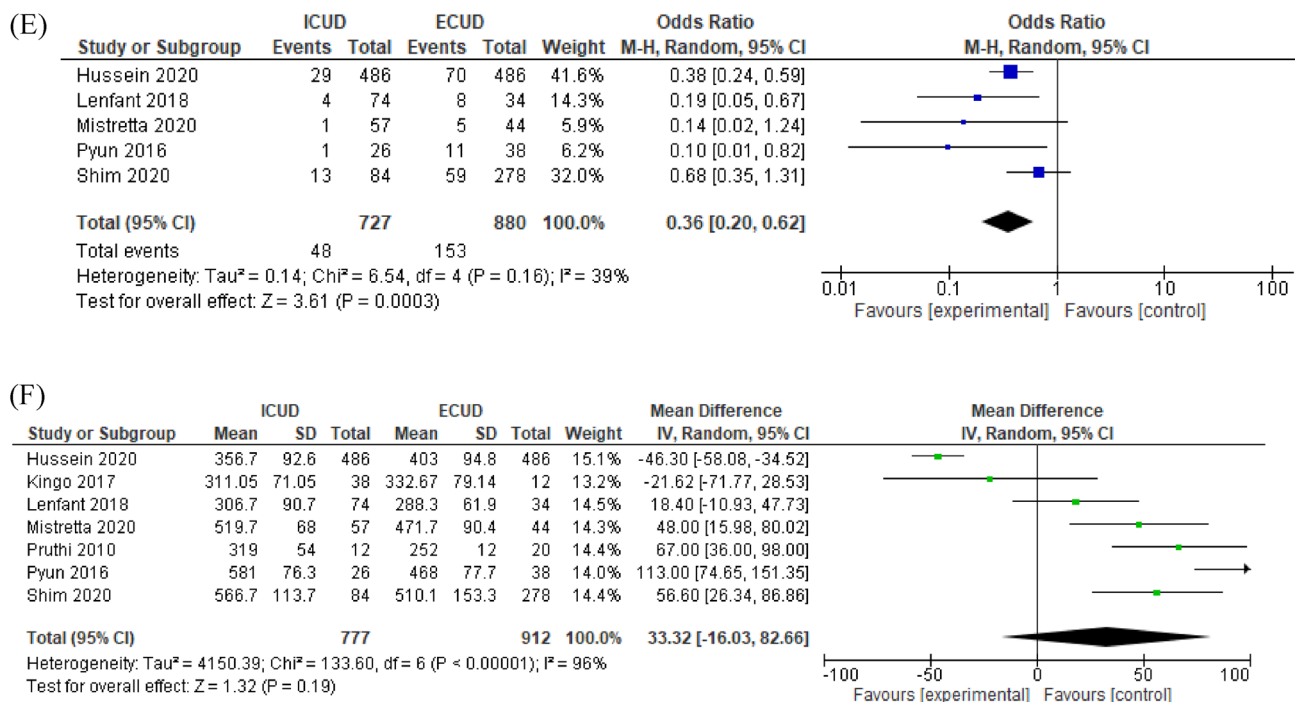 (E)
ICUD ECUD Odds Ratio Odds Ratio
Study or Subgroup Events Total Events Total Weight M-H, Random, 95% CI M-H, Random, 95% CI
Hussein 2020 29 486 70 486 41.6% 0.38 [0.24, 0.59]
Lenfant 2018 4 74 8 34 14.3% 0.19 [0.05, 0.67]
Mistretta 2020 1 57 5 44 5.9% 0.14 [0.02, 1.24]
Pyun 2016 1 26 11 38 6.2% 0.10 [0.01, 0.82]
Shim 2020 13 84 59 278 32.0% 0.68 [0.35, 1.31]
Total (95% CI) 727 880 100.0% 0.36 [0.20, 0.62]
Total events 48 153
Heterogeneity: Tau² = 0.14; Chi² = 6.54, df = 4 (P = 0.16); I² = 39%
Test for overall effect: Z = 3.61 (P = 0.0003)
0.01 0.1 1 10 100
Favours [experimental] Favours [control]
(F)
ICUD ECUD Mean Difference Mean Difference
Study or Subgroup Mean SD Total Mean SD Total Weight IV, Random, 95% CI IV, Random, 95% CI
Hussein 2020 356.7 92.6 486 403 94.8 486 15.1% -46.30 [-58.08, -34.52]
Kingo 2017 311.05 71.05 38 332.67 79.14 12 13.2% -21.62 [-71.77, 28.53]
Lenfant 2018 306.7 90.7 74 288.3 61.9 34 14.5% 18.40 [-10.93, 47.73]
Mistretta 2020 519.7 68 57 471.7 90.4 44 14.3% 48.00 [15.98, 80.02]
Pruthi 2010 319 54 12 252 12 20 14.4% 67.00 [36.00, 98.00]
Pyun 2016 581 76.3 26 468 77.7 38 14.0% 113.00 [74.65, 151.35]
Shim 2020 566.7 113.7 84 510.1 153.3 278 14.4% 56.60 [26.34, 86.86]
Total (95% CI) 777 912 100.0% 33.32 [-16.03, 82.66]
Heterogeneity: Tau² = 4150.39; Chi² = 133.60, df = 6 (P < 0.00001); I² = 96%
Test for overall effect: Z = 1.32 (P = 0.19)
-100 -50 0 50 100
Favours [experimental] Favours [control]